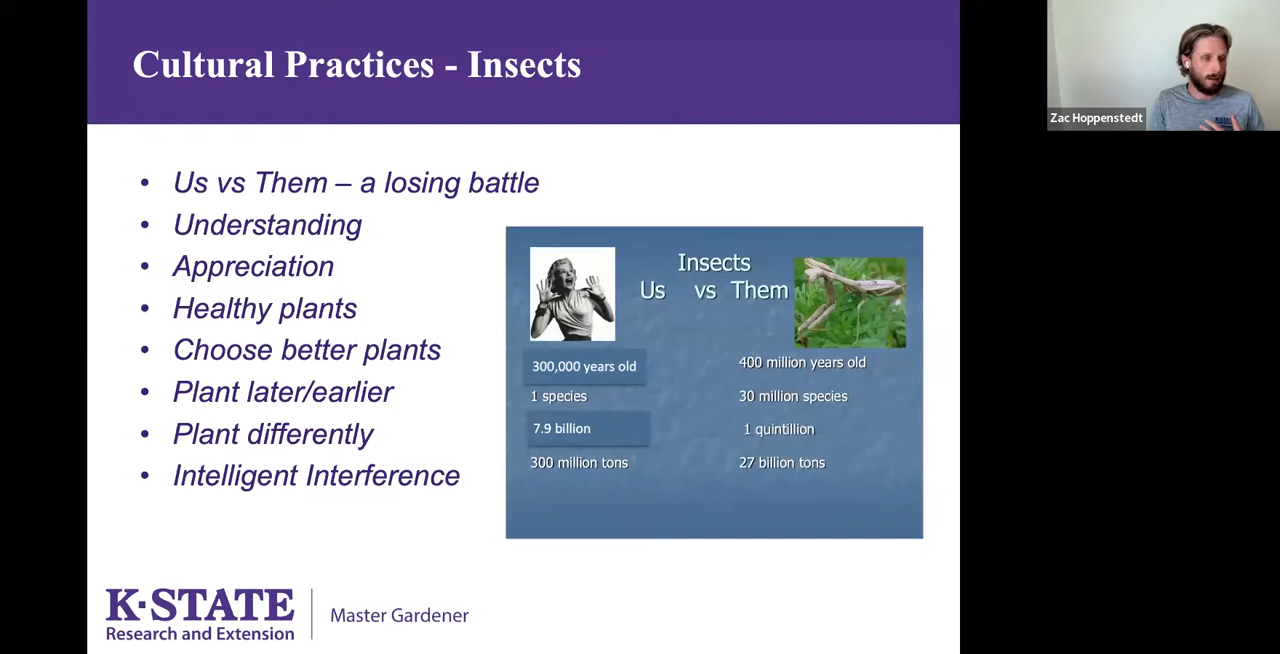 Cultural Practices - Insects
Zac Hoppenstedt
• Us vs Them – a losing battle
• Understanding
• Appreciation
• Healthy plants
• Choose better plants
• Plant later/earlier
• Plant differently
• Intelligent Interference
Insects
Us vs Them
300,000 years old 400 million years old
1 species 30 million species
7.9 billion 1 quintillion
300 million tons 27 billion tons
K·STATE
Research and Extension
Master Gardener